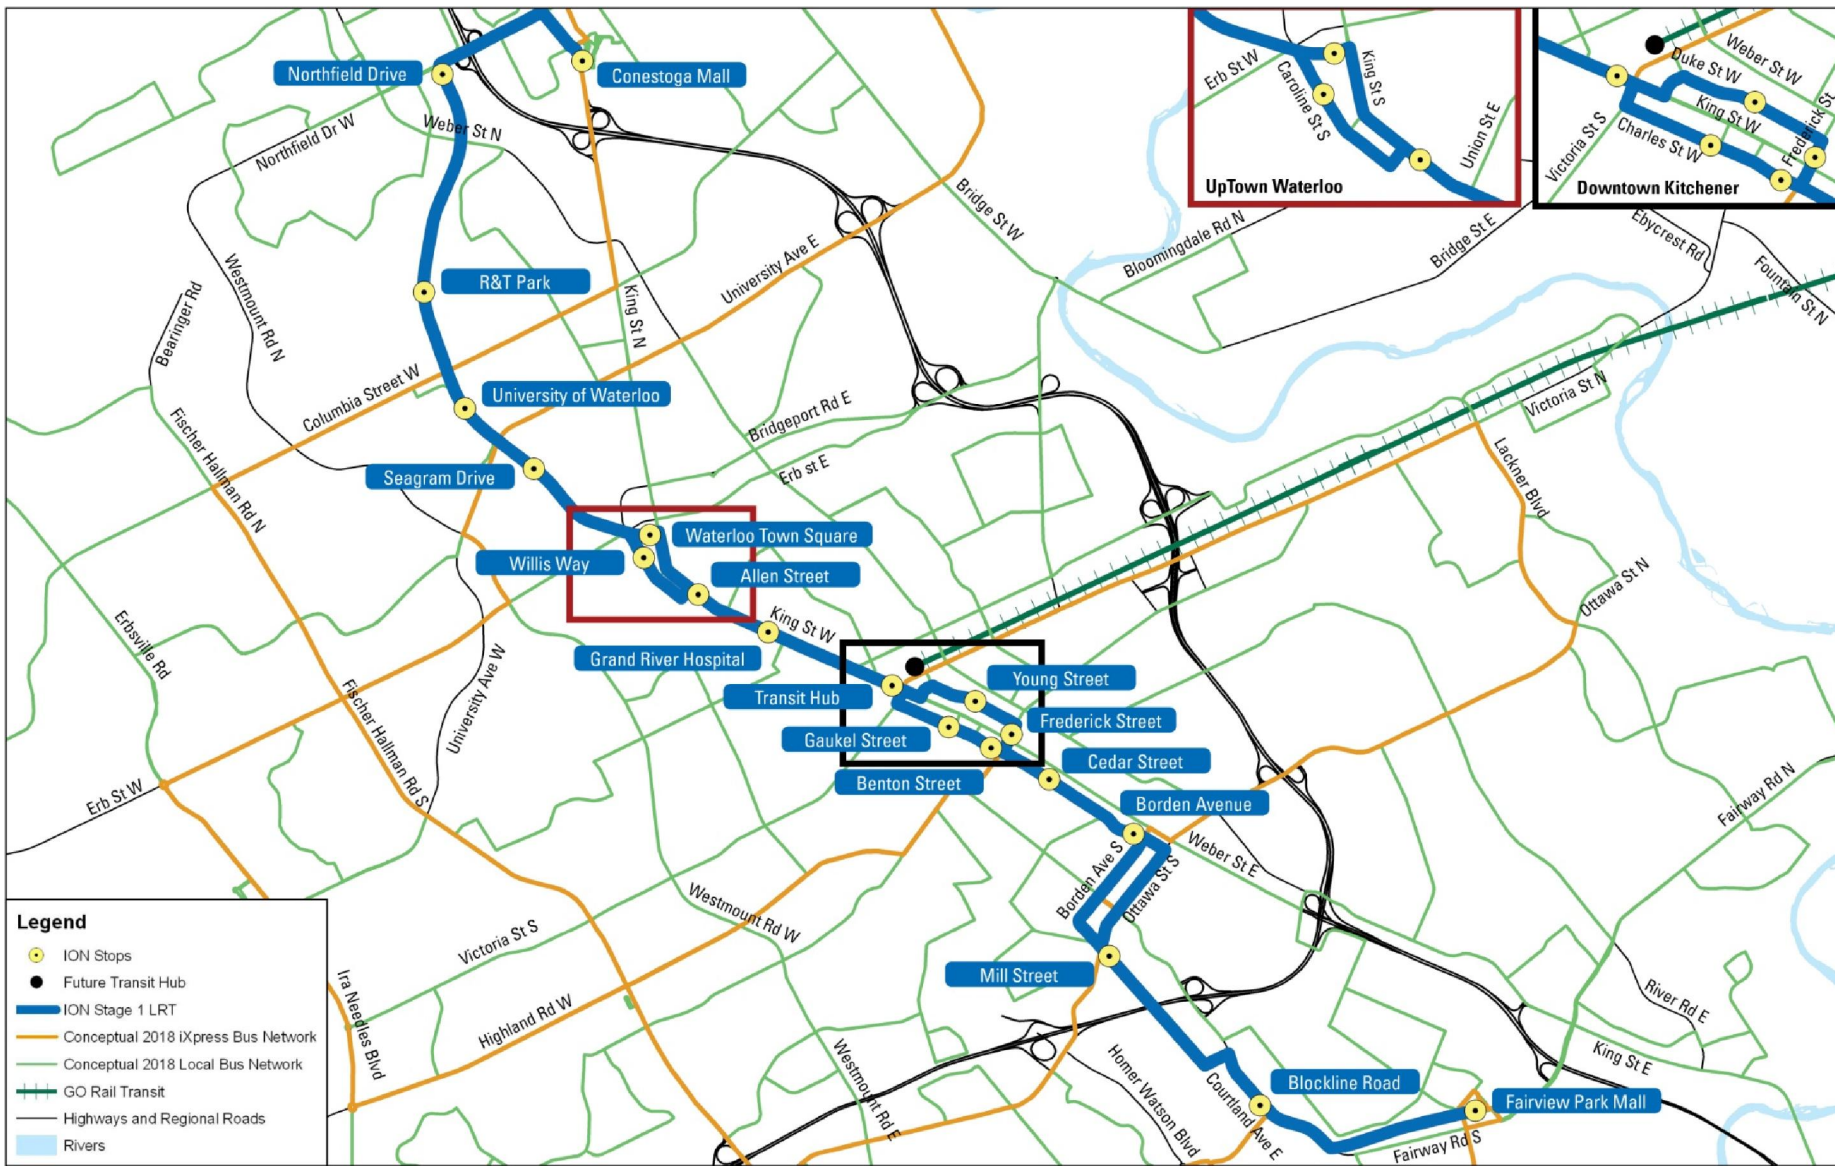 Northfield Drive
Conestoga Mall
Weber St N
Northfield Dr W
Bridge St W
University Ave E
Westmount Rd N
Bearinger Rd
R&T Park
King St N
Columbia Street W
University of Waterloo
Fischer Hallman Rd N
Bridgeport Rd E
Erb st E
Seagram Drive
Waterloo Town Square
Willis Way
Allen Street
King St W
Grand River Hospital
Erbsville Rd
University Ave W
Fischer Hallman Rd S
Erb St W
Transit Hub
Young Street
Frederick Street
Gaukel Street
Cedar Street
Benton Street
Borden Avenue
Weber St E
Borden Ave S
Ottawa St S
Westmount Rd W
Victoria St S
Mill Street
Highland Rd W
Ira Needles Blvd
Westmount Rd E
Homer Watson Blvd
Courtland Ave E
Blockline Road
Fairview Park Mall
Fairway Rd S
King St E
River Rd E
Fairway Rd N
Ottawa St N
Lackner Blvd
Victoria St N
Fountain St N
Ebycrest Rd
Bridge St E
Bloomingdale Rd N
Erb St W
Caroline St S
King St S
Union St E
UpTown Waterloo
Duke St W
Weber St W
King St W
Frederick St
Charles St W
Victoria St S
Downtown Kitchener
Legend
ION Stops
Future Transit Hub
ION Stage 1 LRT
Conceptual 2018 iXpress Bus Network
Conceptual 2018 Local Bus Network
GO Rail Transit
Highways and Regional Roads
Rivers